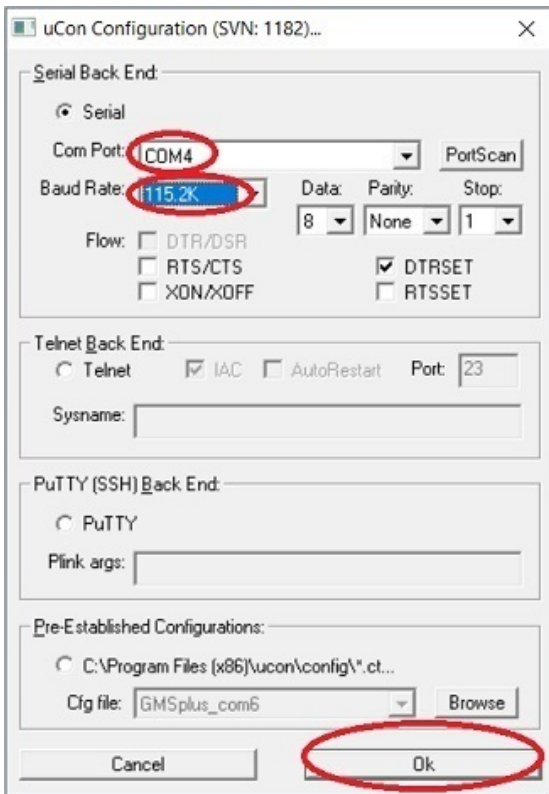 uCon Configuration (SVN: 1182)...
Serial Back End:
Serial
Com Port: COM4 PortScan
Baud Rate: 115.2K Data: Parity: Stop:
8 None 1
Flow: DTR/DSR
RTS/CTS DTRSET
XON/XOFF RTSSET
Telnet Back End:
Telnet IAC AutoRestart Port: 23
Sysname:
PuTTY (SSH) Back End:
PuTTY
Plink args:
Pre-Established Configurations:
C:\Program Files (x86)\ucon\config\*.ct...
Cfg file: GMSplus_com6 Browse
Cancel Ok